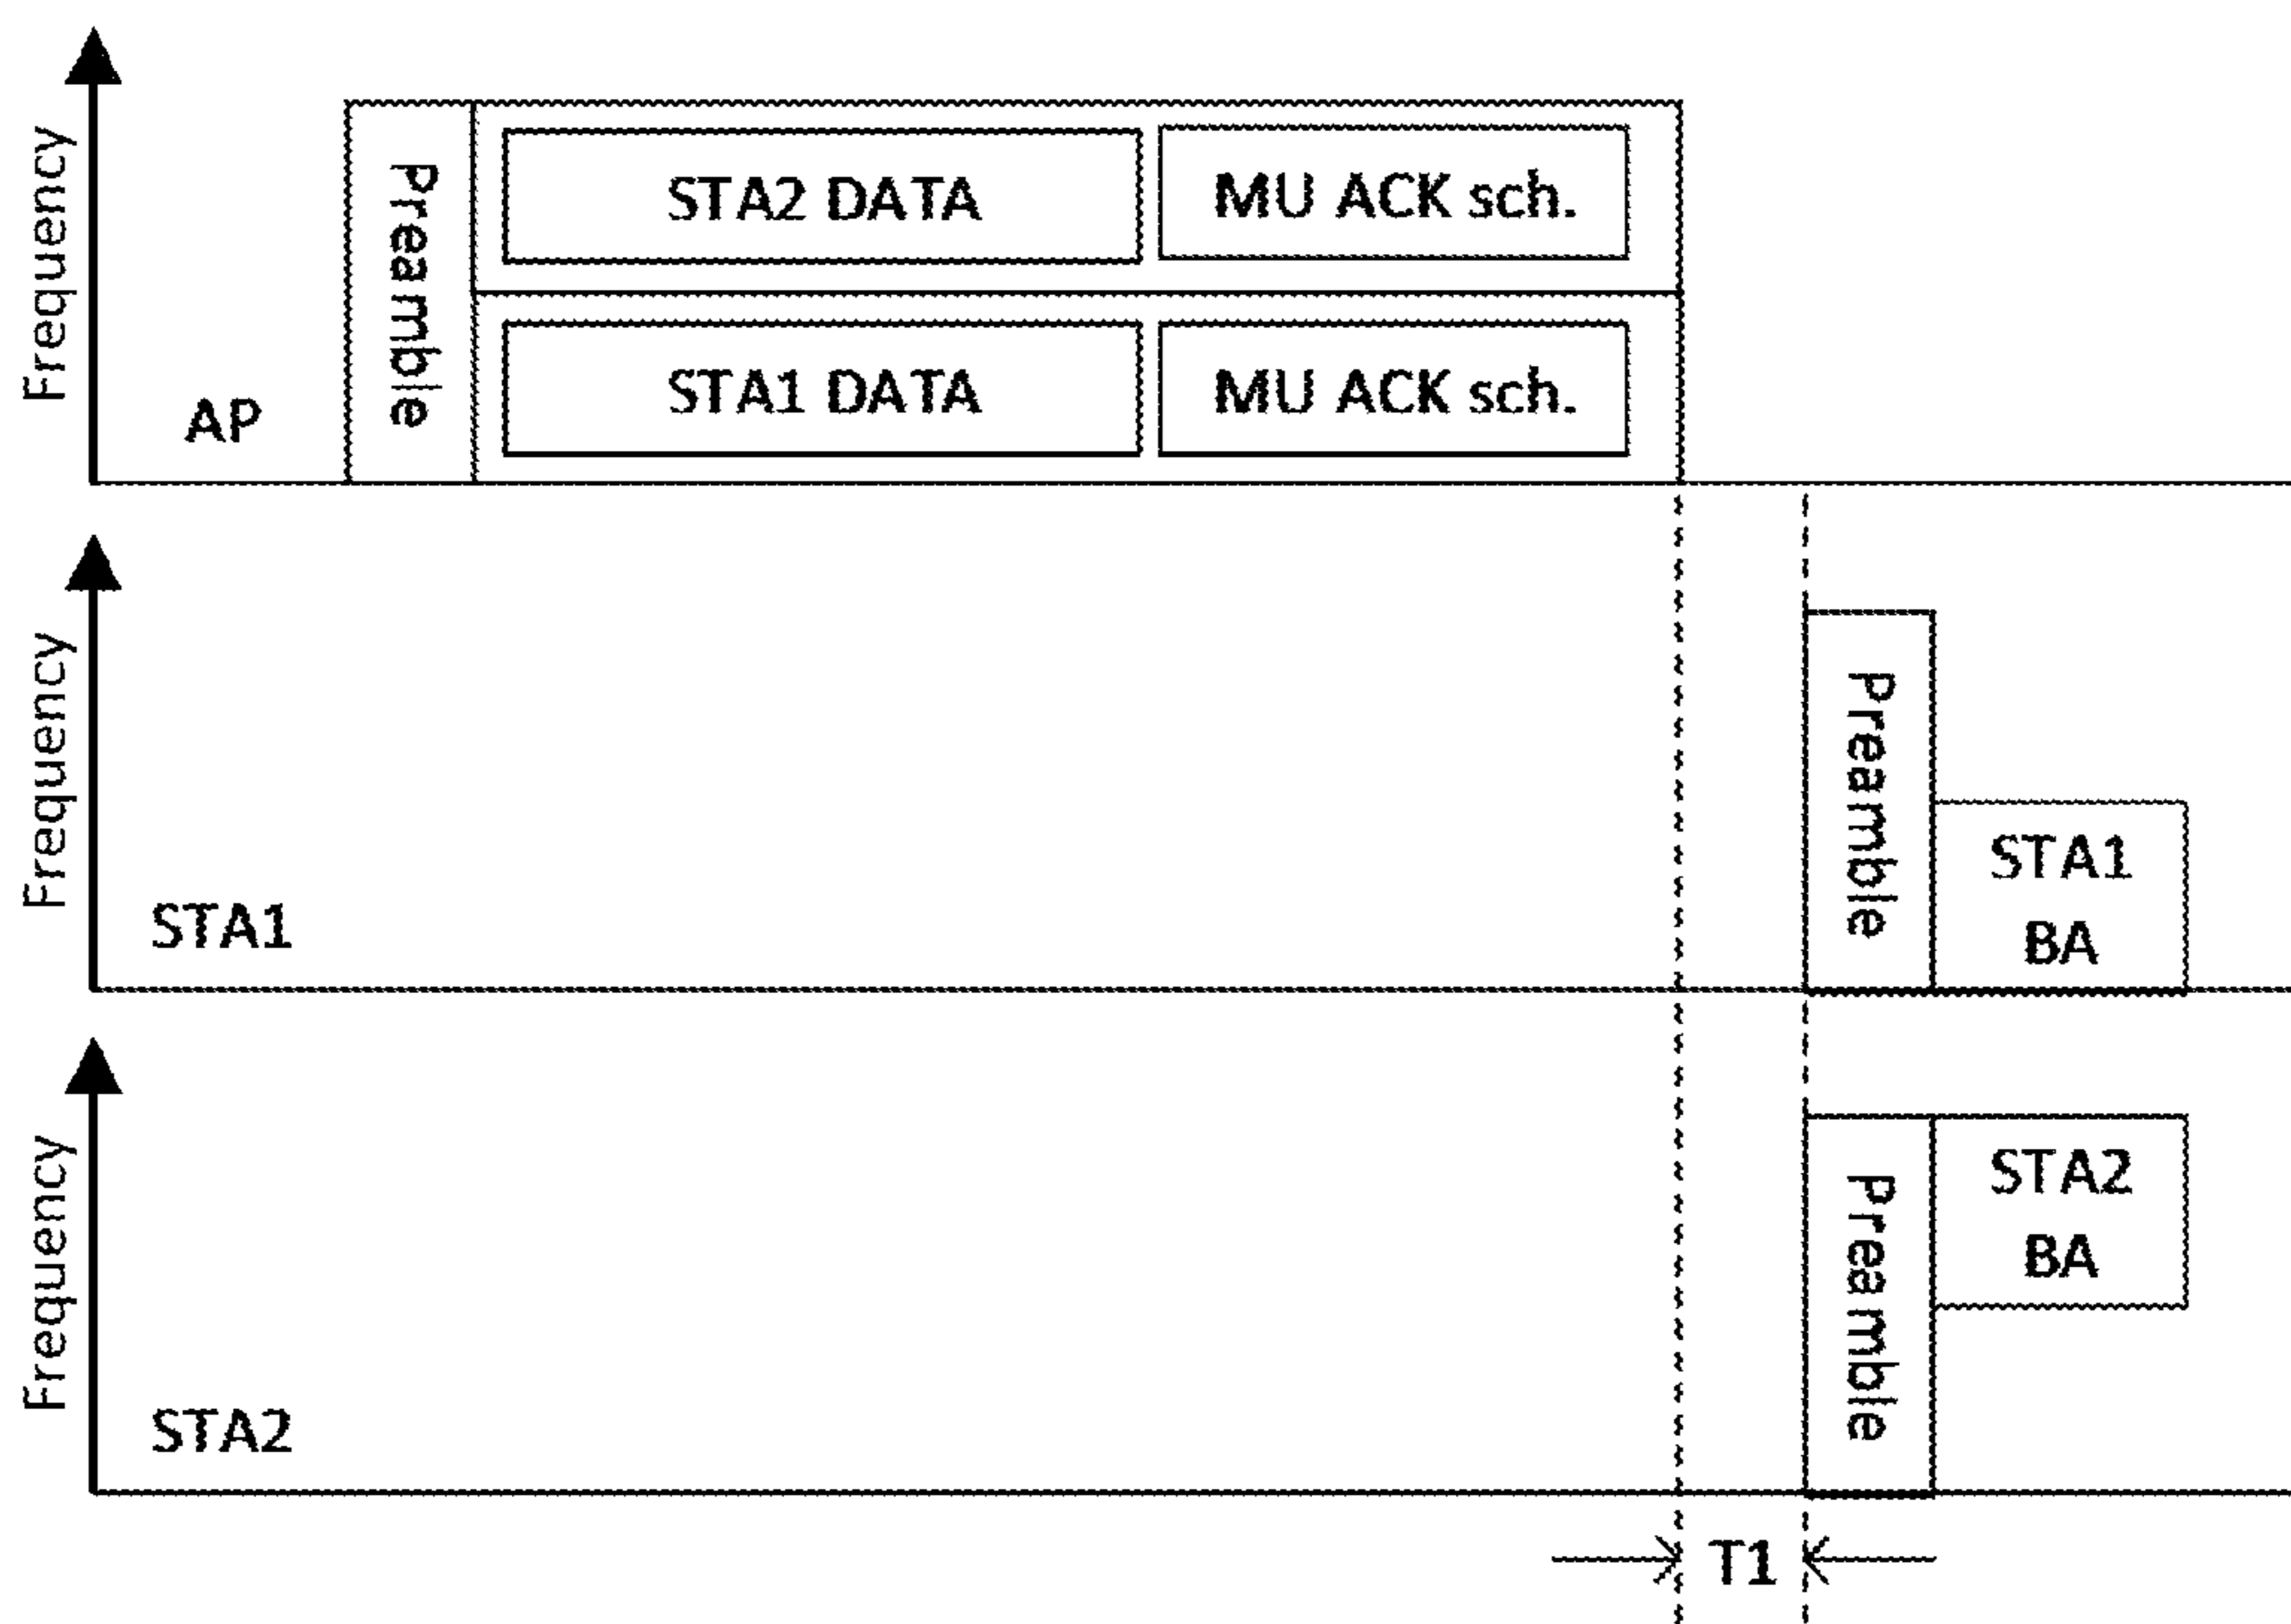 Frequency
AP
Preamble
STA2 DATA
MU ACK sch.
STA1 DATA
MU ACK sch.
Frequency
STA1
Preamble
STA1
BA
Frequency
STA2
Preamble
STA2
BA
T1